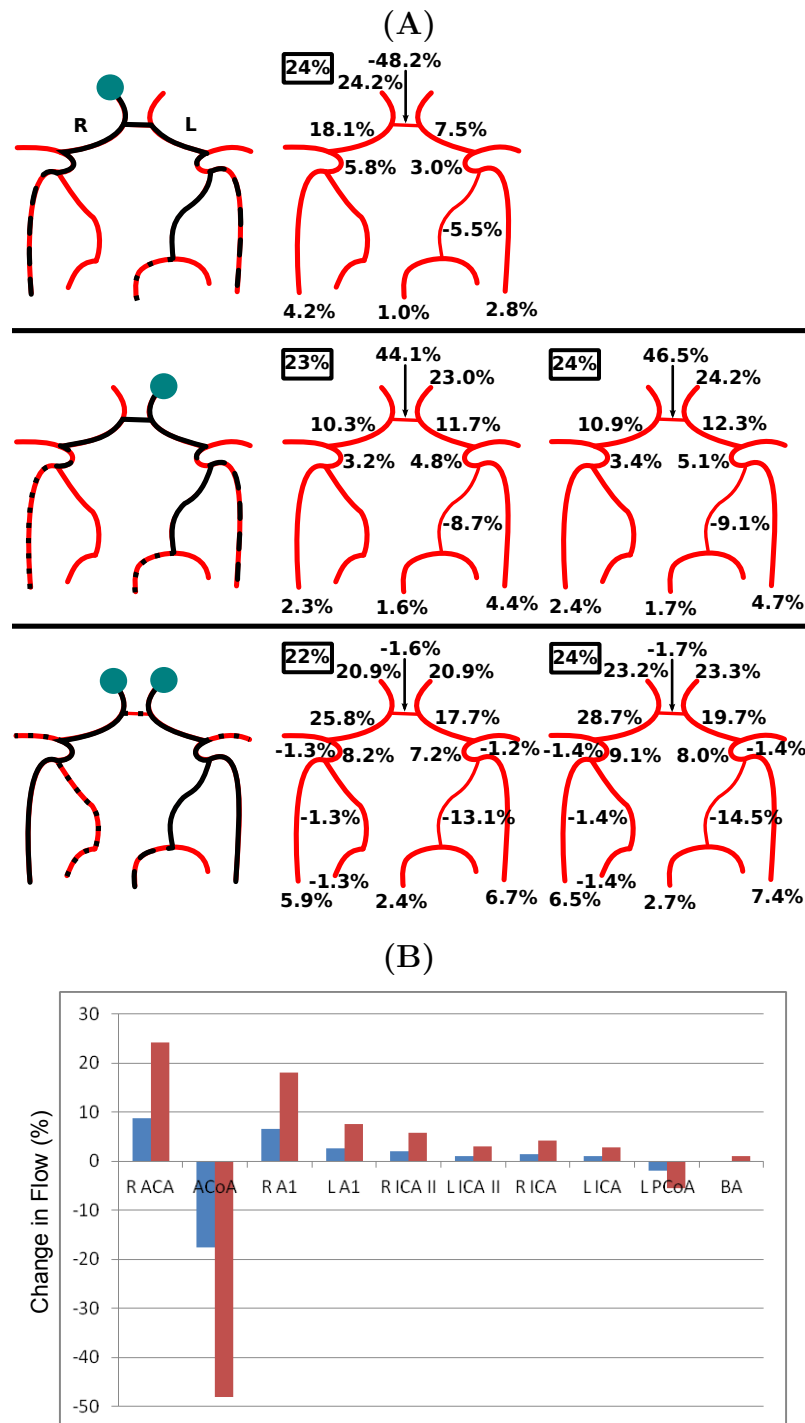 (A)
24% -48.2%
24.2%
R L 18.1% 7.5%
5.8% 3.0%
-5.5%
4.2% 1.0% 2.8%
23% 44.1% 24% 46.5%
23.0% 24.2%
10.3% 11.7% 10.9% 12.3%
3.2% 4.8% 3.4% 5.1%
-8.7% -9.1%
2.3% 1.6% 4.4% 2.4% 1.7% 4.7%
22% -1.6% 24% -1.7%
20.9% 20.9% 23.2% 23.3%
25.8% 17.7% 28.7% 19.7%
-1.3% 8.2% 7.2% -1.2% -1.4% 9.1% 8.0% -1.4%
-1.3% -13.1% -1.4% -14.5%
-1.3% -1.4%
5.9% 2.4% 6.7% 6.5% 2.7% 7.4%
(B)
Change in Flow (%)
30
20
10
0
R ACA ACoA R A1 L A1 R ICA II L ICA II R ICA L ICA L PCoA BA
-10
-20
-30
-40
-50